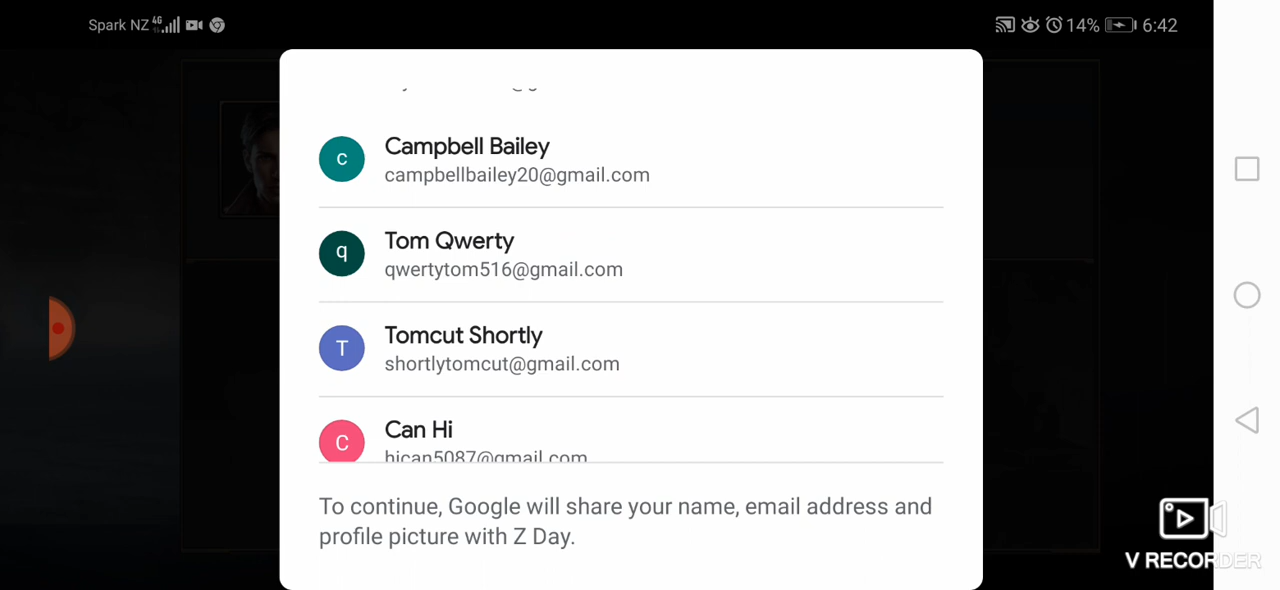 Spark NZ 4G 14% 6:42
Campbell Bailey
c
campbellbailey20@gmail.com
Tom Qwerty
q
qwertytom516@gmail.com
Tomcut Shortly
T
shortlytomcut@gmail.com
Can Hi
C
hican5087@gmail.com
To continue, Google will share your name, email address and
profile picture with Z Day.
V RECORDER